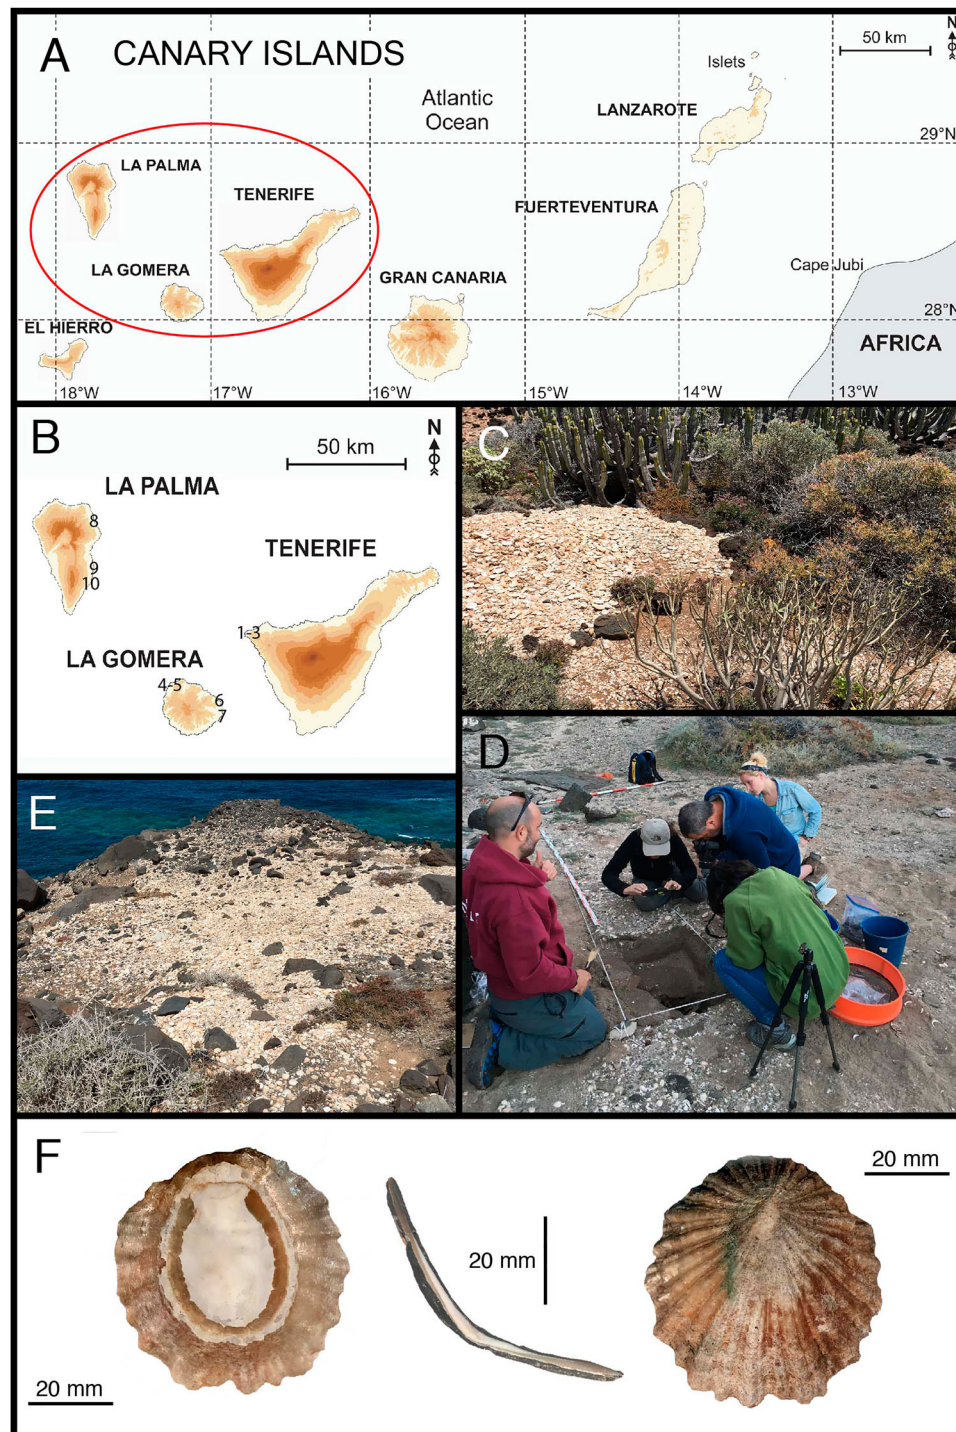 A
CANARY ISLANDS
50 km
N
Islets
Atlantic
Ocean
LANZAROTE
29°N
LA PALMA
TENERIFE
FUERTEVENTURA
LA GOMERA
GRAN CANARIA
Cape Jubi
28°N
EL HIERRO
AFRICA
18°W
17°W
16°W
15°W
14°W
13°W
B
50 km
N
LA PALMA
8
TENERIFE
9
10
1-3
LA GOMERA
4-5
6
7
C
D
E
F
20 mm
20 mm
20 mm